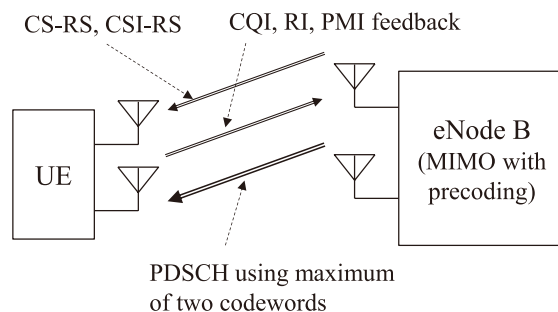 CS-RS, CSI-RS
CQI, RI, PMI feedback
UE
eNode B
(MIMO with
precoding)
PDSCH using maximum
of two codewords